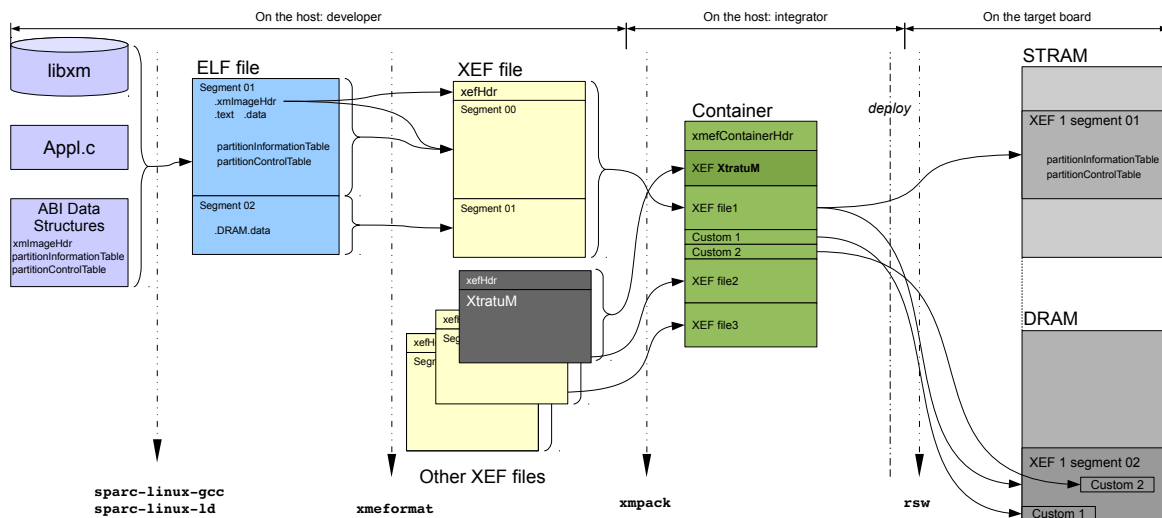 On the host: developer
On the host: integrator
On the target board
libxm
Appl.c
ABI Data
Structures
xmImageHdr
partitionInformationTable
partitionControlTable
ELF file
Segment 01
.xmImageHdr
.text .data
partitionInformationTable
partitionControlTable
Segment 02
.DRAM.data
XEF file
xefHdr
Segment 00
Segment 01
xefHdr
XtratuM
xefH
Segm
xefHd
Segm
Other XEF files
Container
xmefContainerHdr
XEF XtratuM
XEF file1
Custom 1
Custom 2
XEF file2
XEF file3
deploy
STRAM
XEF 1 segment 01
partitionInformationTable
partitionControlTable
DRAM
XEF 1 segment 02
Custom 2
Custom 1
sparc-linux-gcc
sparc-linux-ld
xmeformat
xmpack
rsw